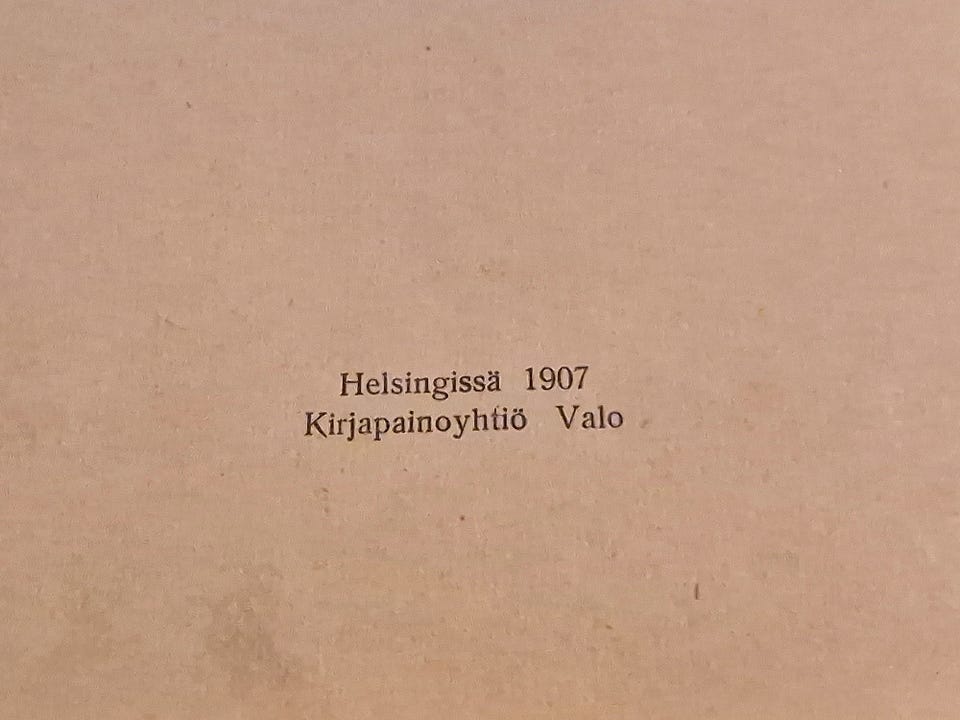 Helsingissä 1907
Kirjapainoyhtiö Valo